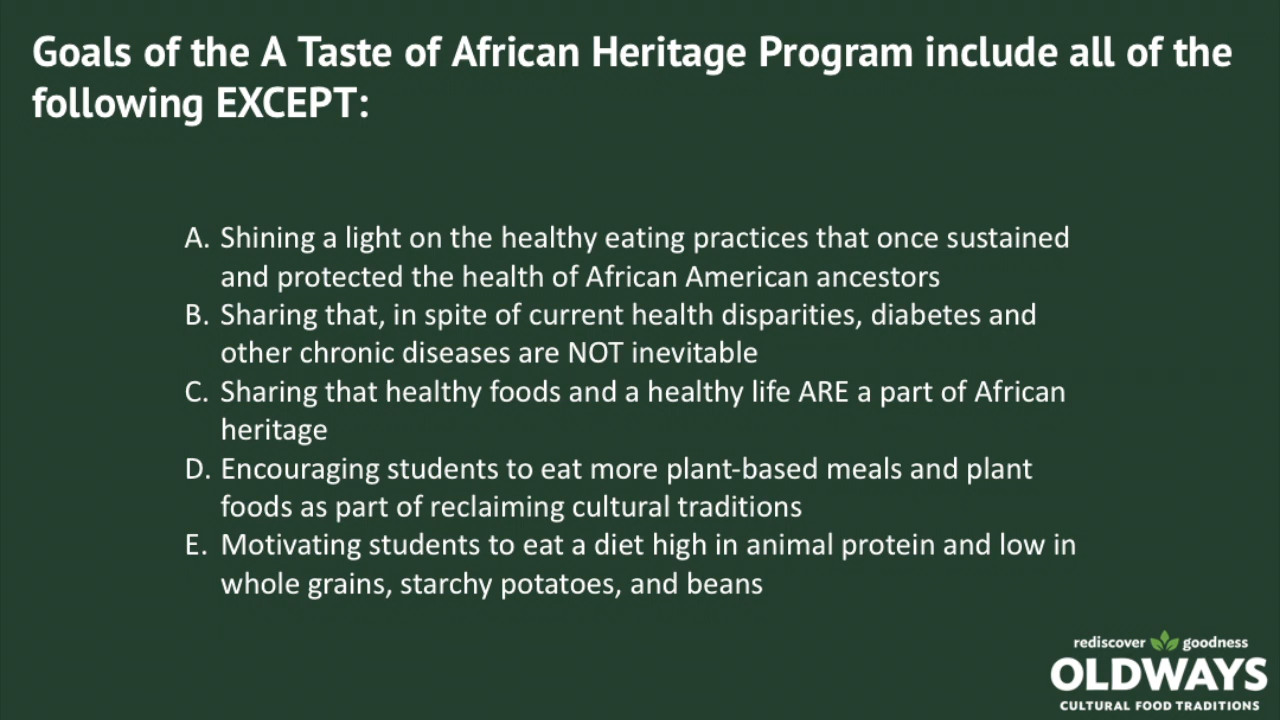 Goals of the A Taste of African Heritage Program include all of the
following EXCEPT:
A. Shining a light on the healthy eating practices that once sustained
and protected the health of African American ancestors
B. Sharing that, in spite of current health disparities, diabetes and
other chronic diseases are NOT inevitable
C. Sharing that healthy foods and a healthy life ARE a part of African
heritage
D. Encouraging students to eat more plant-based meals and plant
foods as part of reclaiming cultural traditions
E. Motivating students to eat a diet high in animal protein and low in
whole grains, starchy potatoes, and beans
rediscover goodness
OLDWAYS
CULTURAL FOOD TRADITIONS